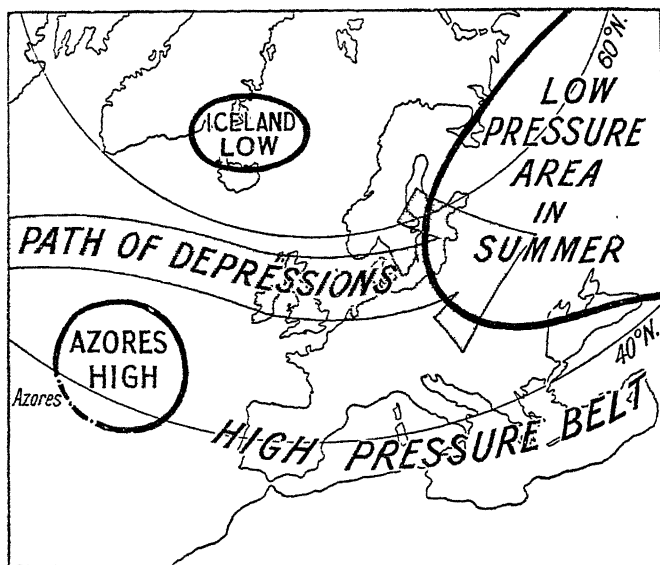 60°N.
LOW
PRESSURE
AREA
IN
SUMMER
ICELAND
LOW
PATH OF DEPRESSIONS
AZORES
HIGH
Azores
40°N.
HIGH PRESSURE BELT